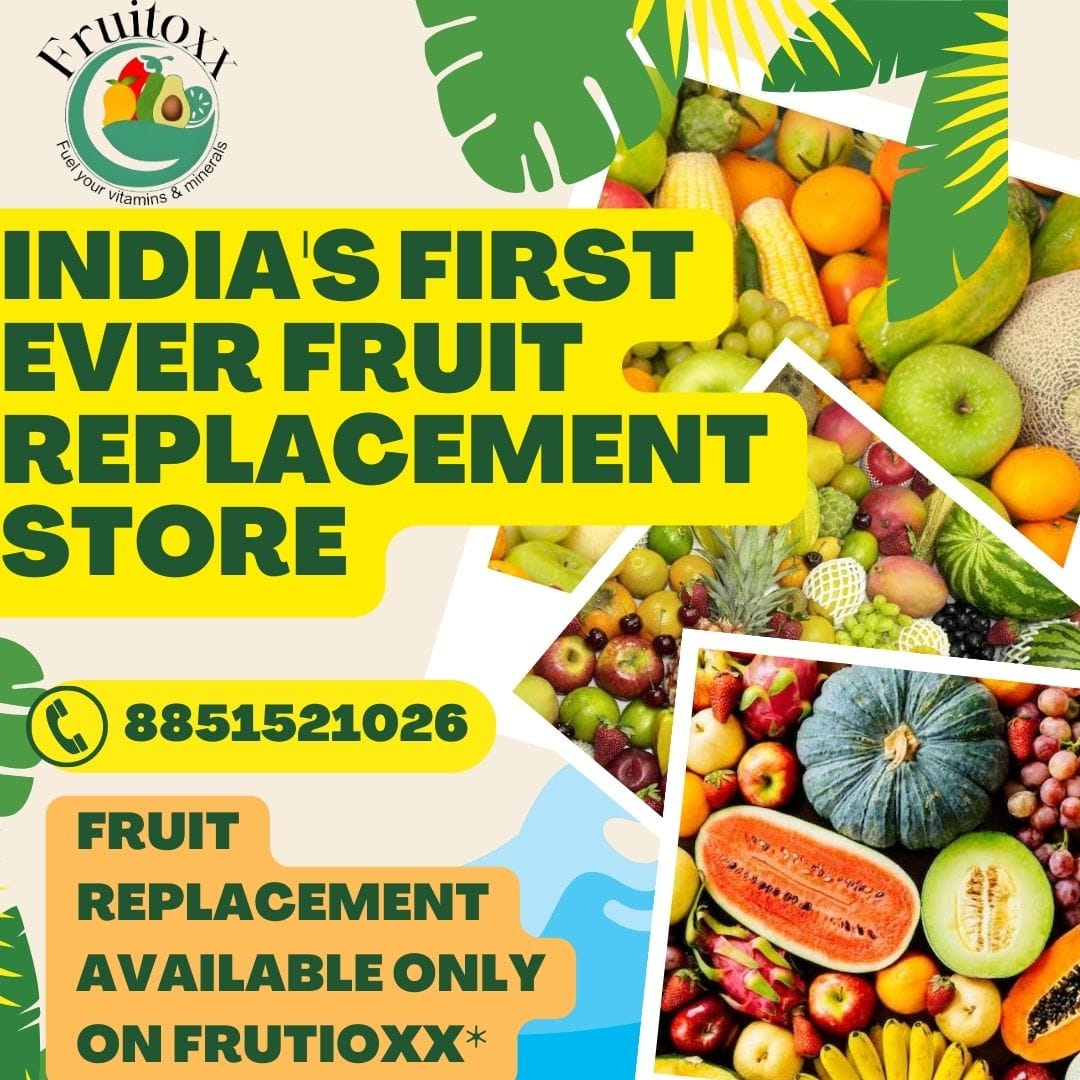 Fruitoxx
Fuel your vitamins & minerals
INDIA'S FIRST
EVER FRUIT
REPLACEMENT
STORE
8851521026
FRUIT
REPLACEMENT
AVAILABLE ONLY
ON FRUTIOXX*